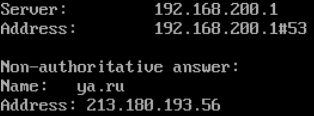 Server: 192.168.200.1
Address: 192.168.200.1#53
Non-authoritative answer:
Name: ya.ru
Address: 213.180.193.56